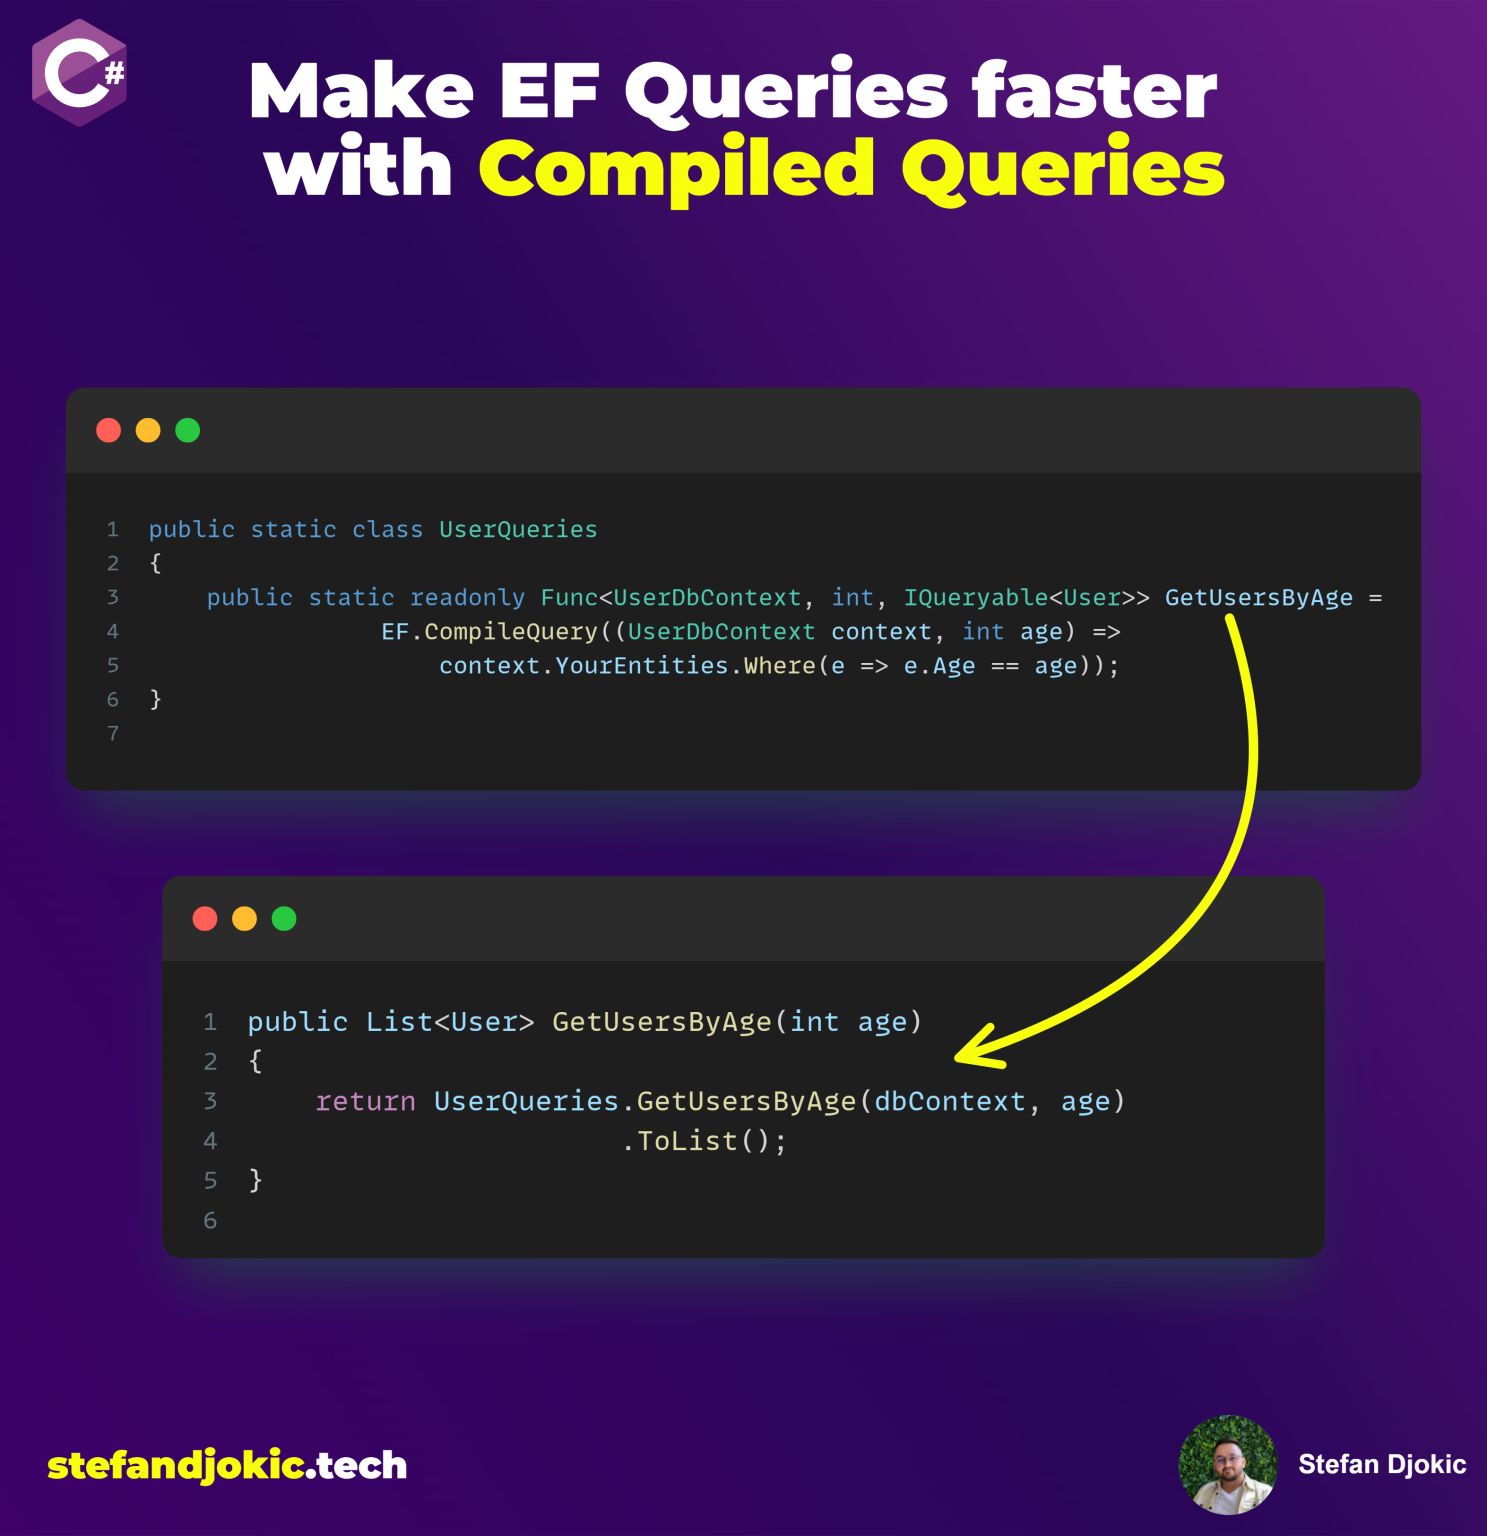 C#
Make EF Queries faster
with Compiled Queries
1 public static class UserQueries
2 {
3     public static readonly Func<UserDbContext, int, IQueryable<User>> GetUsersByAge =
4                 EF.CompileQuery((UserDbContext context, int age) =>
5                     context.YourEntities.Where(e => e.Age == age));
6 }
7
1 public List<User> GetUsersByAge(int age)
2 {
3     return UserQueries.GetUsersByAge(dbContext, age)
4                       .ToList();
5 }
6
stefandjokic.tech
Stefan Djokic